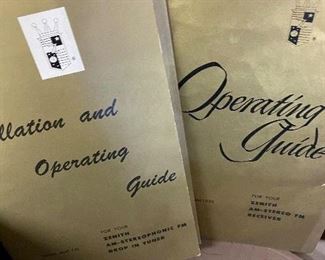 llation and
Operating
Guide
FOR YOUR
ZENITH
AM-STEREOPHONIC FM
DROP IN TUNER
Operating
Guide
FOR YOUR
ZENITH
AM-STEREO FM
RECEIVER